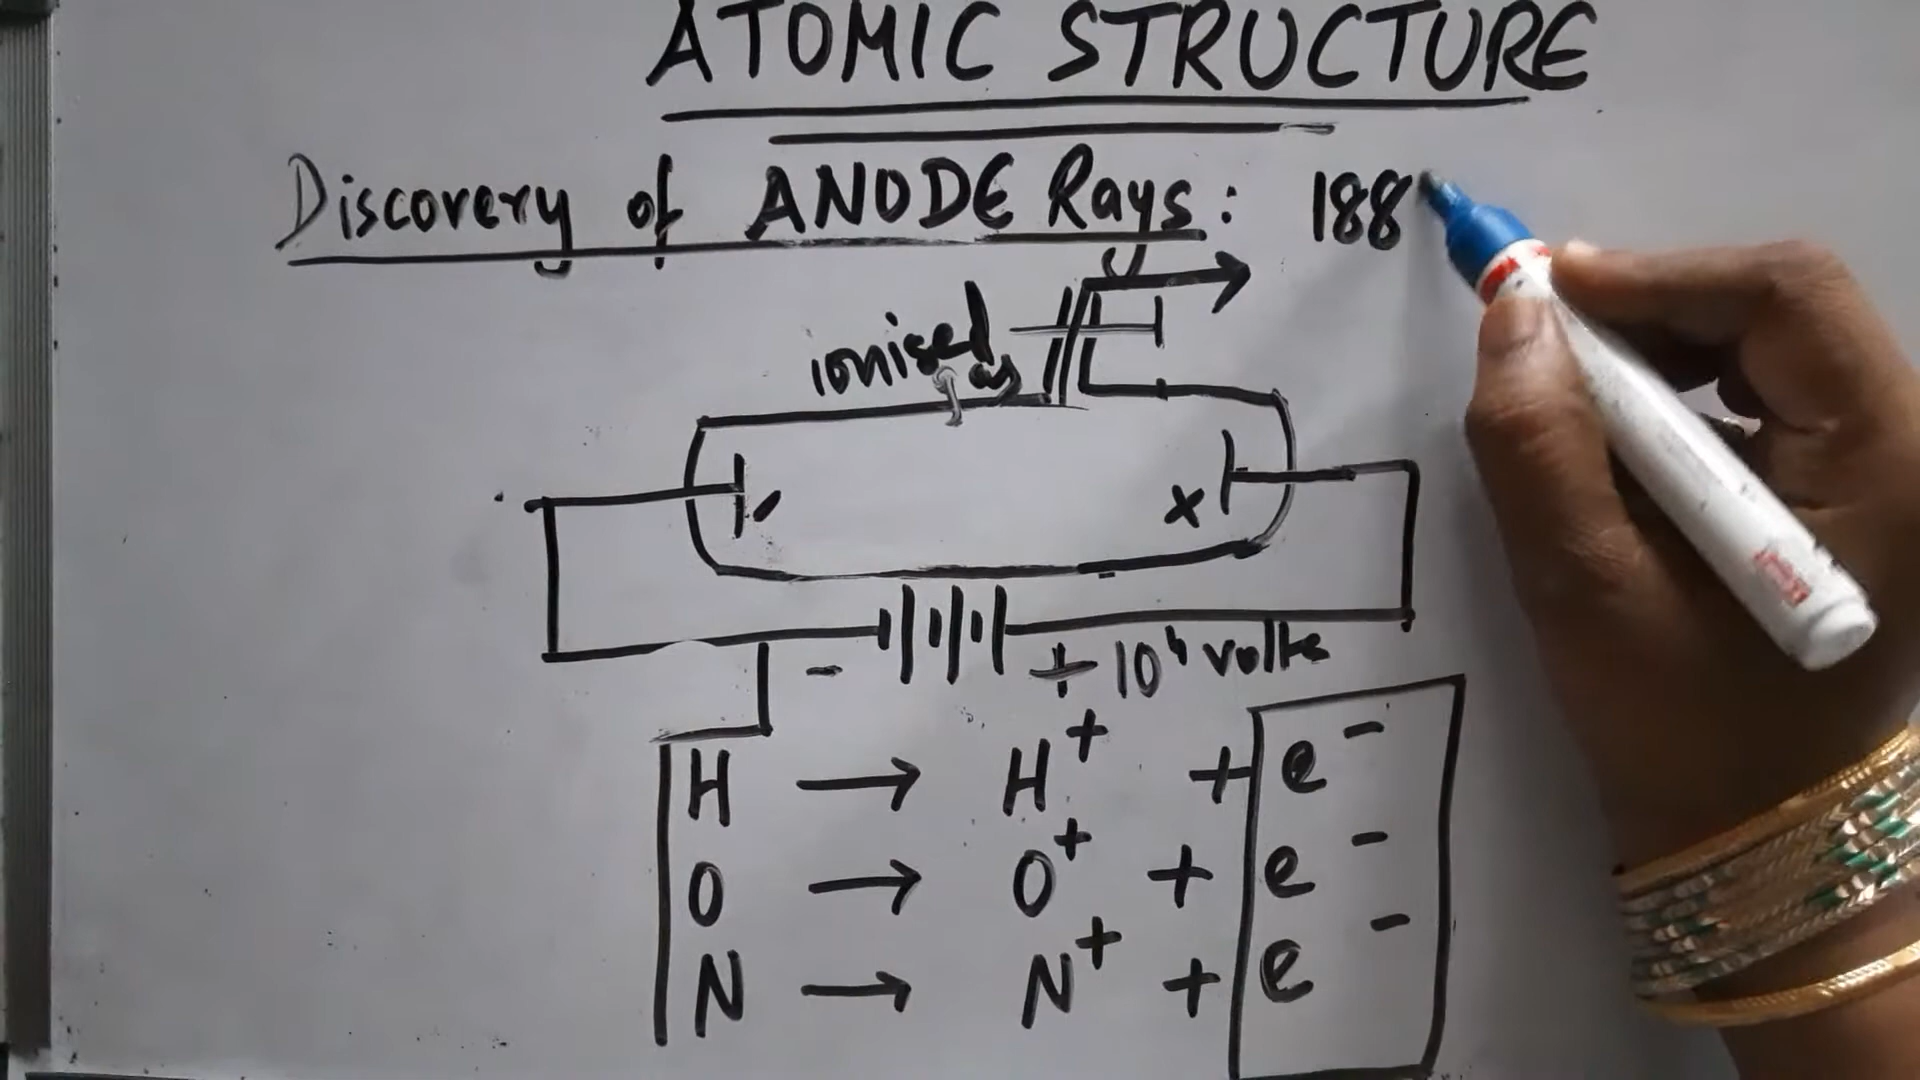 ATOMIC STRUCTURE
Discovery of ANODE Rays: 188
ionised
- +
- + 10⁴ volts
H → H⁺ + e⁻
O → O⁺ + e⁻
N → N⁺ + e⁻